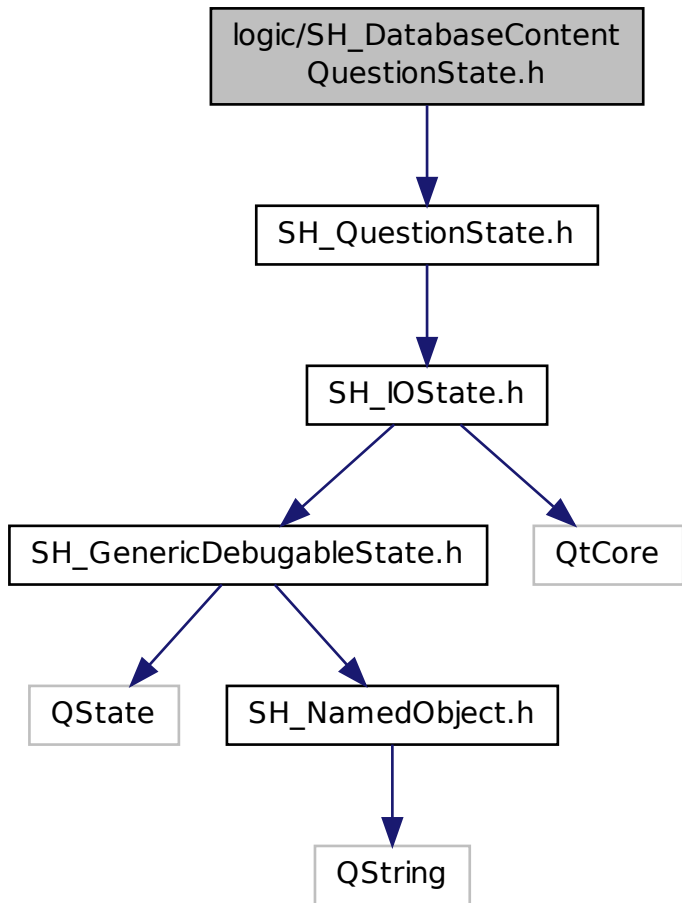 logic/SH_DatabaseContent
QuestionState.h
SH_QuestionState.h
SH_IOState.h
SH_GenericDebugableState.h
QtCore
QState
SH_NamedObject.h
QString